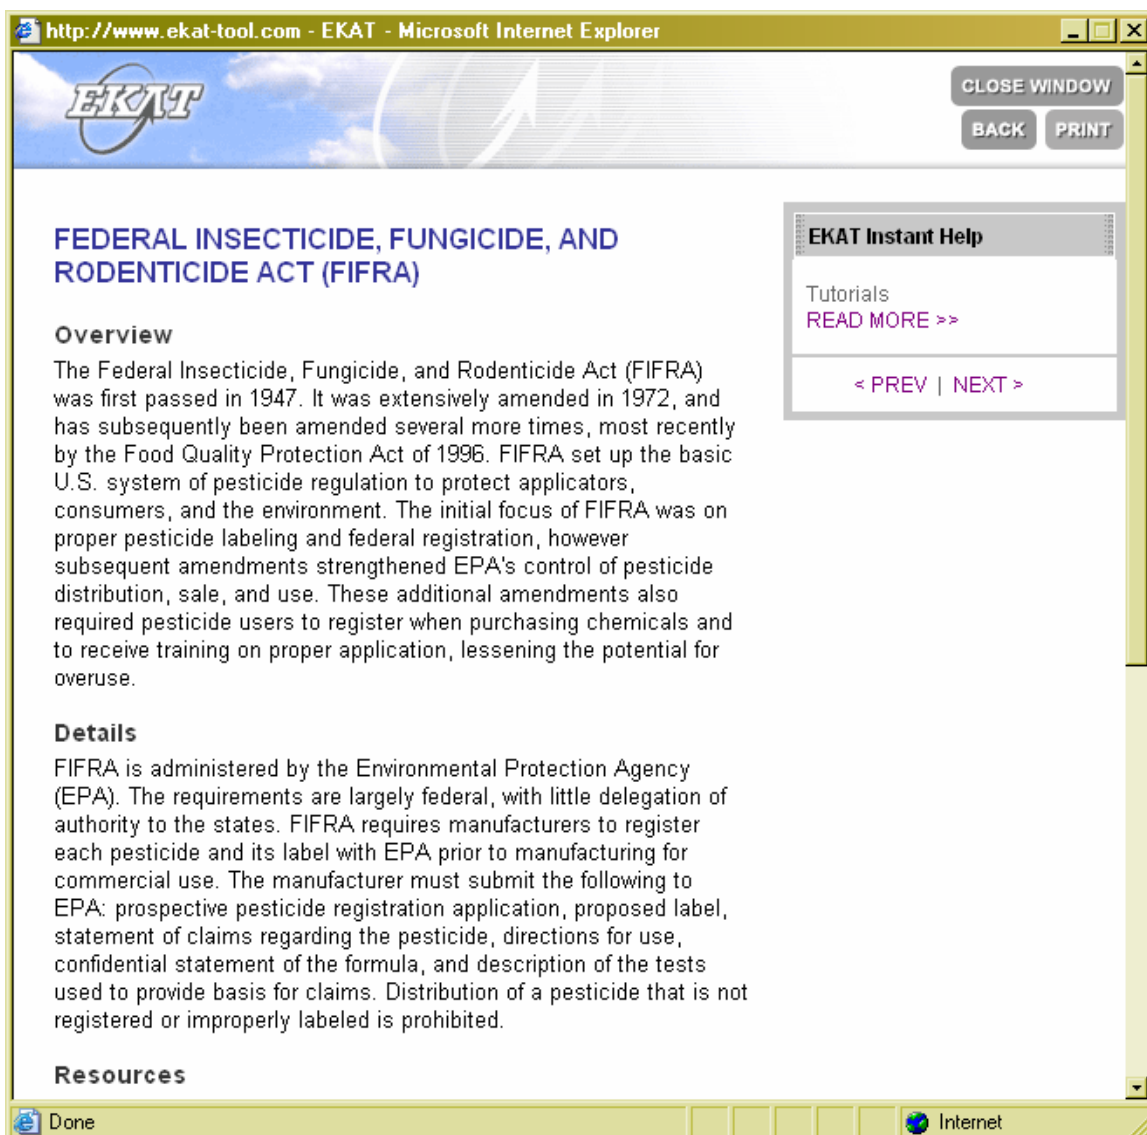 http://www.ekat-tool.com - EKAT - Microsoft Internet Explorer
EKAT
CLOSE WINDOW
BACK PRINT
FEDERAL INSECTICIDE, FUNGICIDE, AND
RODENTICIDE ACT (FIFRA)
Overview
The Federal Insecticide, Fungicide, and Rodenticide Act (FIFRA)
was first passed in 1947. It was extensively amended in 1972, and
has subsequently been amended several more times, most recently
by the Food Quality Protection Act of 1996. FIFRA set up the basic
U.S. system of pesticide regulation to protect applicators,
consumers, and the environment. The initial focus of FIFRA was on
proper pesticide labeling and federal registration, however
subsequent amendments strengthened EPA's control of pesticide
distribution, sale, and use. These additional amendments also
required pesticide users to register when purchasing chemicals and
to receive training on proper application, lessening the potential for
overuse.
Details
FIFRA is administered by the Environmental Protection Agency
(EPA). The requirements are largely federal, with little delegation of
authority to the states. FIFRA requires manufacturers to register
each pesticide and its label with EPA prior to manufacturing for
commercial use. The manufacturer must submit the following to
EPA: prospective pesticide registration application, proposed label,
statement of claims regarding the pesticide, directions for use,
confidential statement of the formula, and description of the tests
used to provide basis for claims. Distribution of a pesticide that is not
registered or improperly labeled is prohibited.
Resources
EKAT Instant Help
Tutorials
READ MORE >>
< PREV | NEXT >
Done
Internet